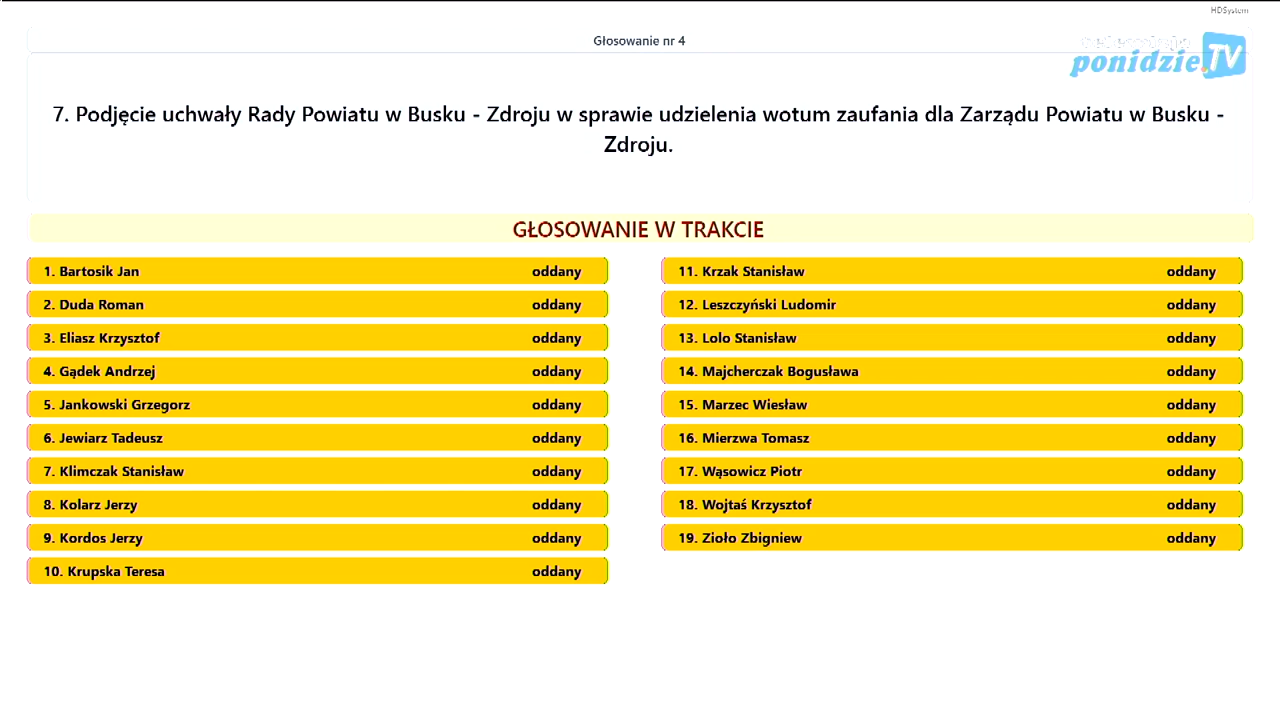 HDSystem
Głosowanie nr 4
ponidzie.TV
7. Podjęcie uchwały Rady Powiatu w Busku - Zdroju w sprawie udzielenia wotum zaufania dla Zarządu Powiatu w Busku -
Zdroju.
GŁOSOWANIE W TRAKCIE
1. Bartosik Jan oddany
2. Duda Roman oddany
3. Eliasz Krzysztof oddany
4. Gądek Andrzej oddany
5. Jankowski Grzegorz oddany
6. Jewiarz Tadeusz oddany
7. Klimczak Stanisław oddany
8. Kolarz Jerzy oddany
9. Kordos Jerzy oddany
10. Krupska Teresa oddany
11. Krzak Stanisław oddany
12. Leszczyński Ludomir oddany
13. Lolo Stanisław oddany
14. Majcherczak Bogusława oddany
15. Marzec Wiesław oddany
16. Mierzwa Tomasz oddany
17. Wąsowicz Piotr oddany
18. Wojtaś Krzysztof oddany
19. Zioło Zbigniew oddany